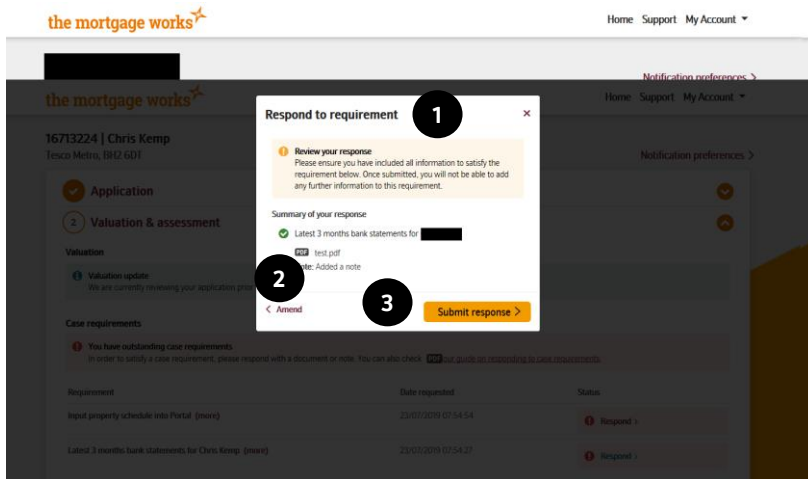 the mortgage works
Home Support My Account
Notification preferences >
the mortgage works
Home Support My Account
16713224 | Chris Kemp
Tesco Metro, BH2 6DT
Notification preferences >
Application
2 Valuation & assessment
Valuation
Valuation update
We are currently reviewing your application prior
Case requirements
You have outstanding case requirements
In order to satisfy a case requirement, please respond with a document or note. You can also check PDF our guide on responding to case requirements.
Requirement Date requested Status
Input property schedule into Portal (more) 23/07/2019 07:54:54 Respond >
Latest 3 months bank statements for Chris Kemp (more) 23/07/2019 07:54:27 Respond >
Respond to requirement 1 ×
Review your response
Please ensure you have included all information to satisfy the
requirement below. Once submitted, you will not be able to add
any further information to this requirement.
Summary of your response
Latest 3 months bank statements for
PDF test.pdf
Note: Added a note
2
< Amend
3
Submit response >